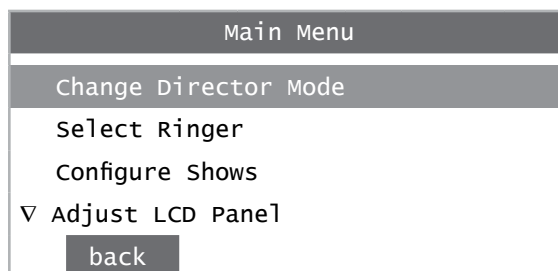 Main Menu
Change Director Mode
Select Ringer
Configure Shows
∇ Adjust LCD Panel
back